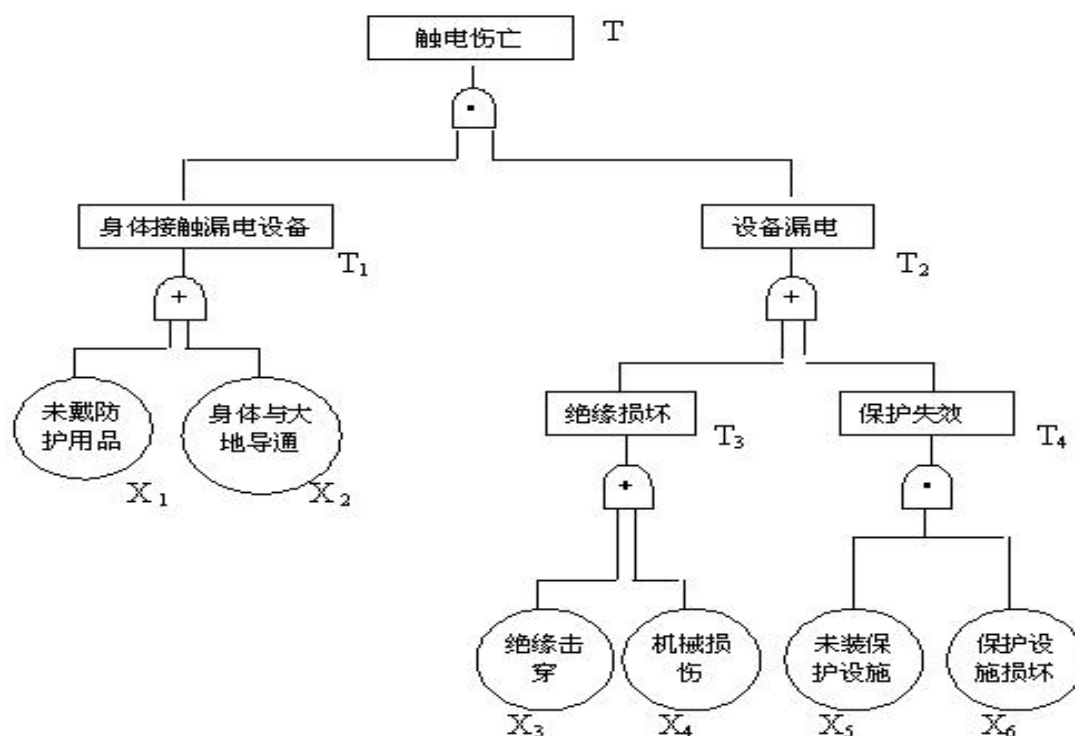 触电伤亡 T
·
身体接触漏电设备
T₁
设备漏电
T₂
+
+
未戴防
护用品
X₁
身体与大
地导通
X₂
绝缘损坏
T₃
保护失效
T₄
+
·
绝缘击
穿
X₃
机械损
伤
X₄
未装保
护设施
X₅
保护设
施损坏
X₆